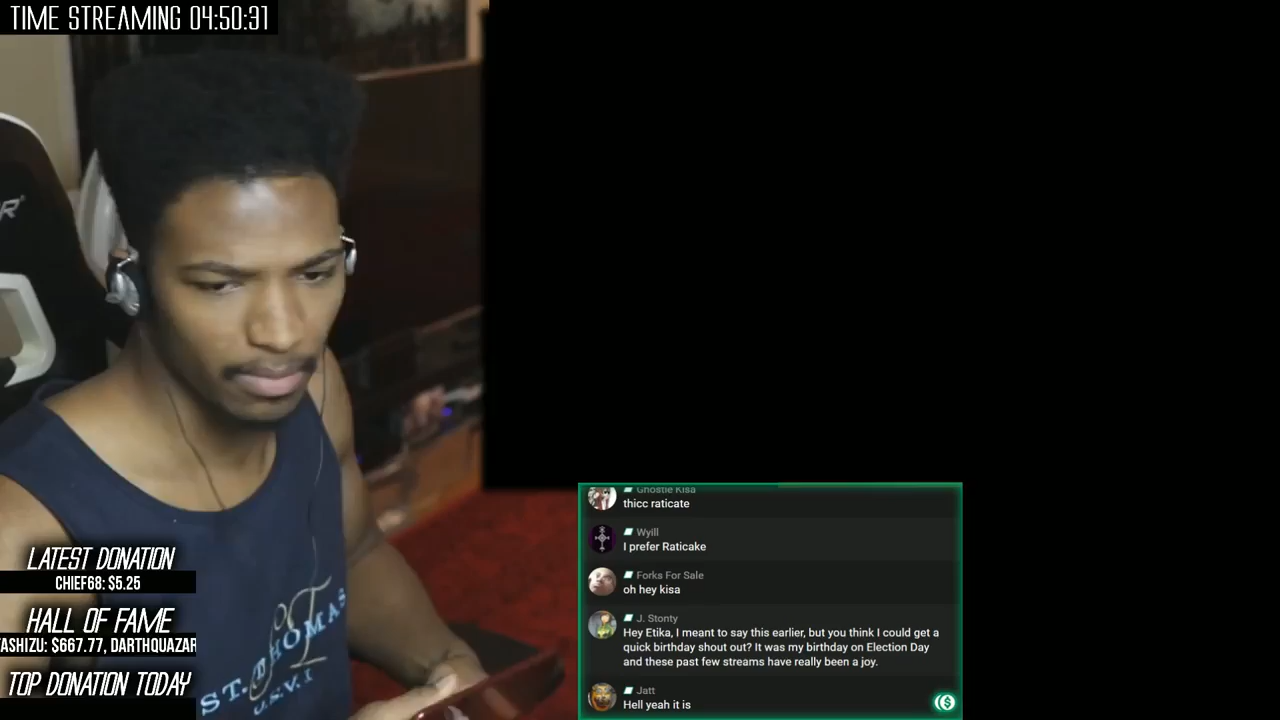 TIME STREAMING 04:50:31
R
LATEST DONATION
CHIEF68: $5.25
HALL OF FAME
ASHIZU: $667.77, DARTHQUAZAR
TOP DONATION TODAY
ST. THOMAS
U.S.V.I
Ghostie Kisa
thicc raticate
Wyill
I prefer Raticake
Forks For Sale
oh hey kisa
J. Stonty
Hey Etika, I meant to say this earlier, but you think I could get a
quick birthday shout out? It was my birthday on Election Day
and these past few streams have really been a joy.
Jatt
Hell yeah it is